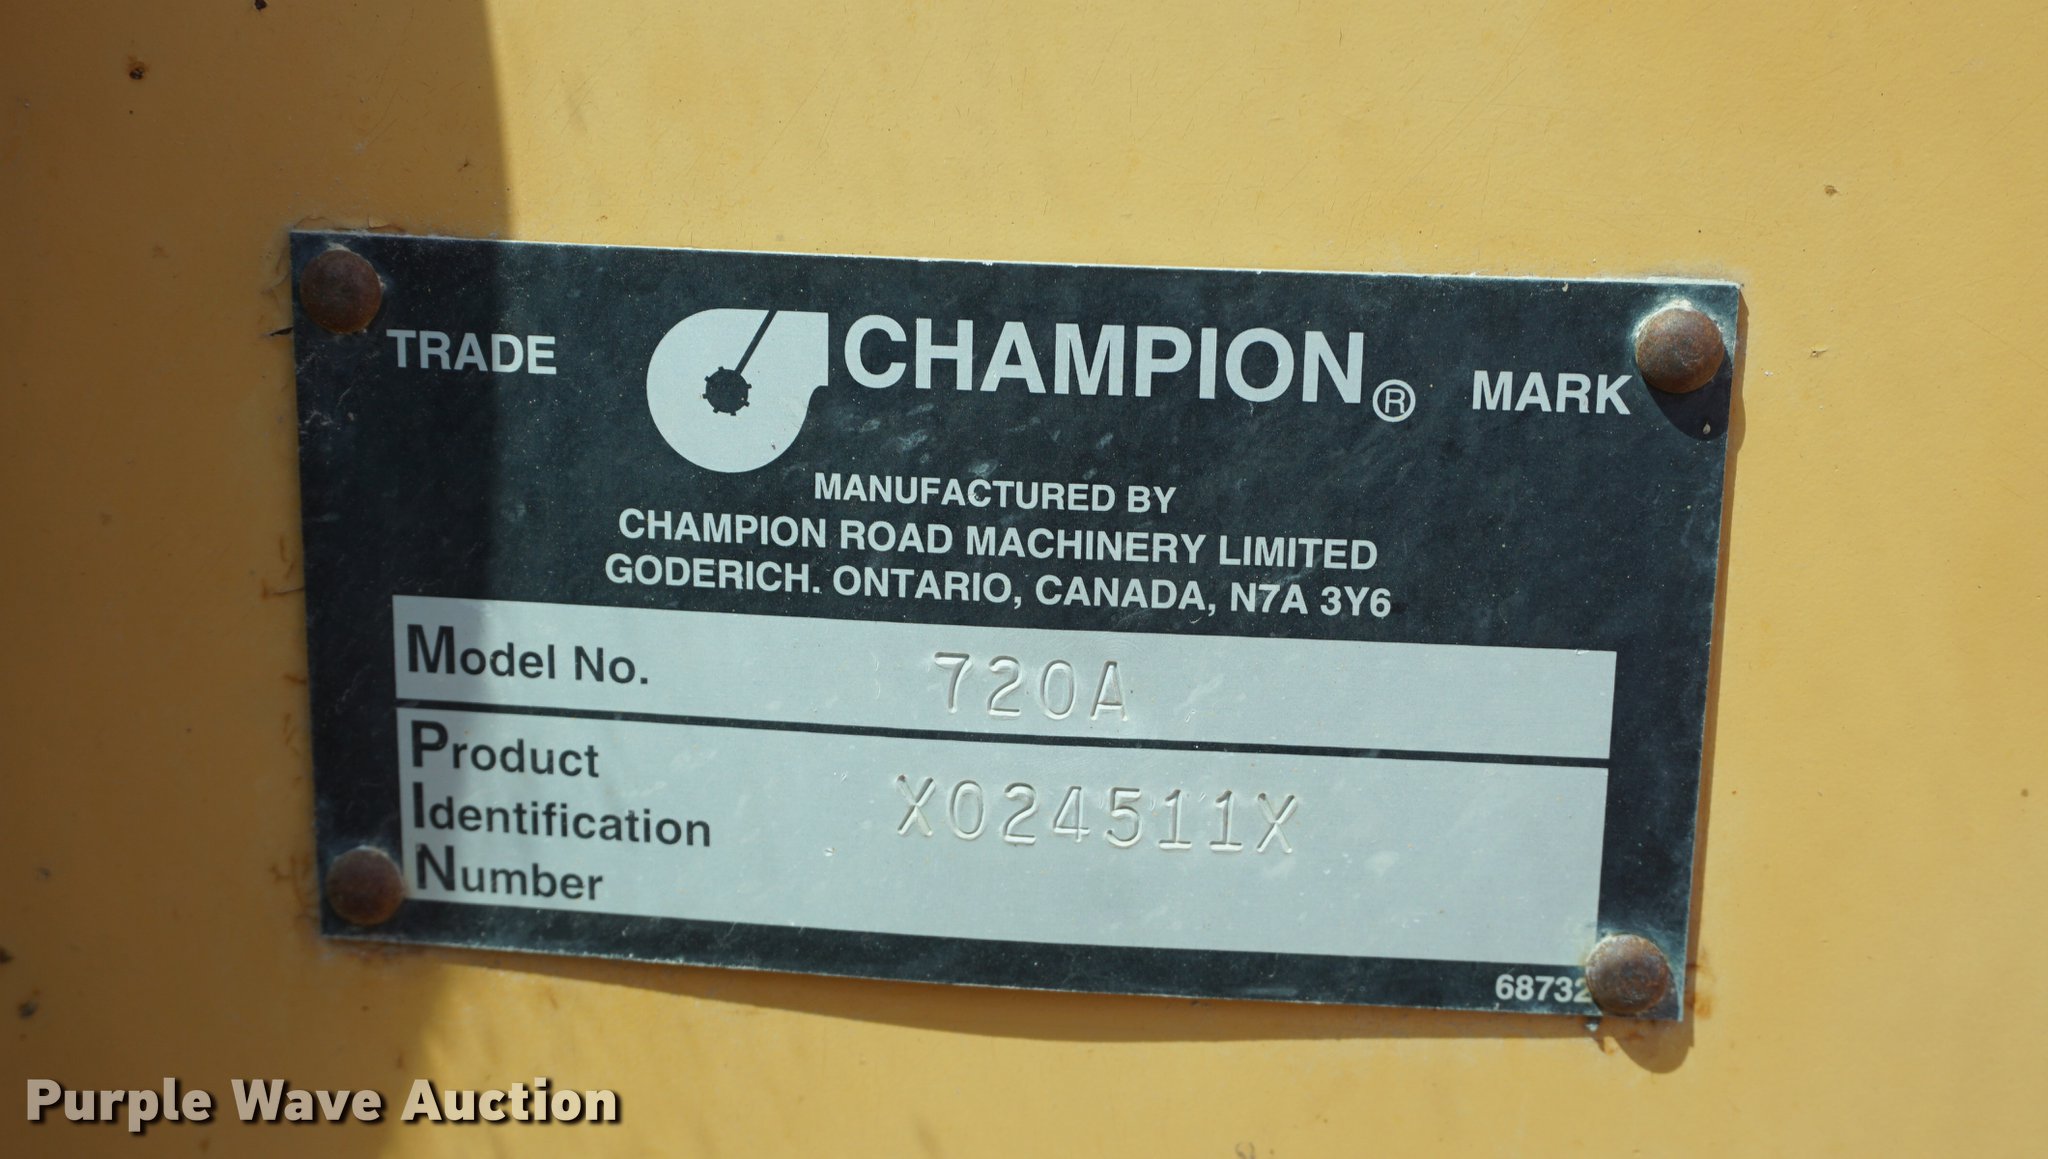 TRADE CHAMPION® MARK
MANUFACTURED BY
CHAMPION ROAD MACHINERY LIMITED
GODERICH. ONTARIO, CANADA, N7A 3Y6
Model No. 720A
Product
Identification X024511X
Number
68732
Purple Wave Auction